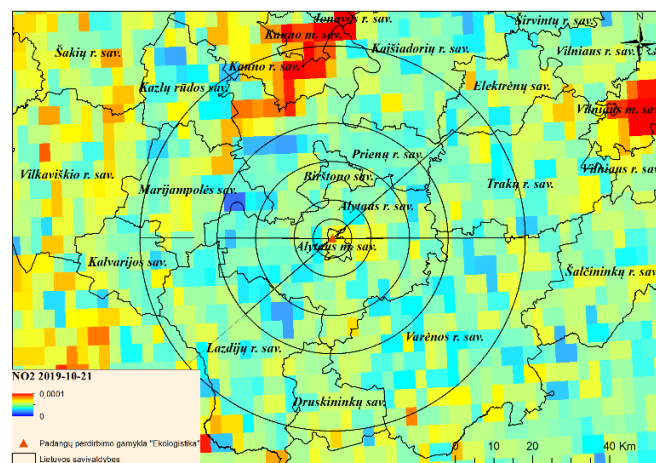 Jonavos r. sav.
Širvintų r. sav.
Kauno m. sav.
N
Šakių r. sav.
Kaišiadorių sav.
Vilniaus r. sav.
Kauno r. sav.
Kazlų rūdos sav.
Elektrėnų sav.
Vilniaus m. sav.
Prienų r. sav.
Vilkaviškio r. sav.
Birštono sav.
Vilniaus r. sav.
Marijampolės sav.
Trakų r. sav.
Alytaus r. sav.
Alytaus m. sav.
Kalvarijos sav.
Šalčininkų r. sav.
Varėnos r. sav.
Lazdijų r. sav.
NO2 2019-10-21
0,0001
0
Druskininkų sav.
Padangų perdirbimo gamykla "Ekologistika"
0 10 20 40 Km
Lietuvos savivaldybės